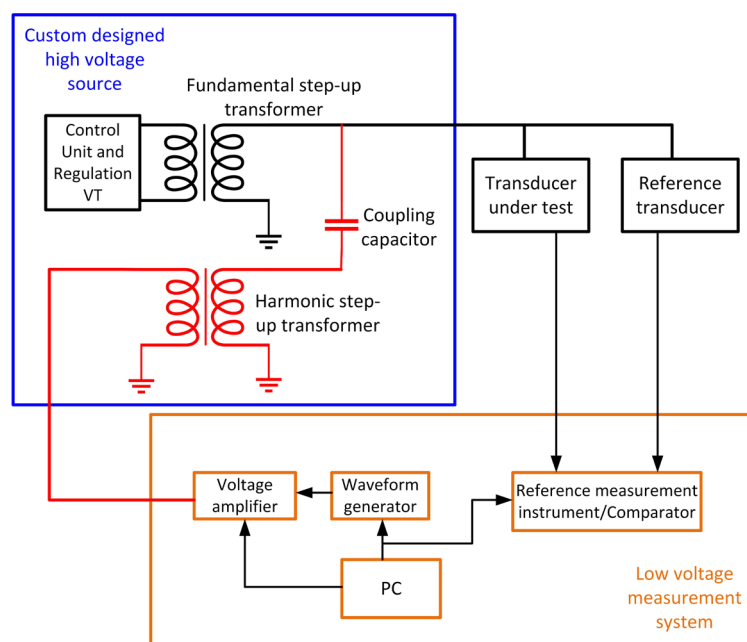 Custom designed
high voltage
source
Fundamental step-up
transformer
Control
Unit and
Regulation
VT
Coupling
capacitor
Transducer
under test
Reference
transducer
Harmonic step-
up transformer
Voltage
amplifier
Waveform
generator
Reference measurement
instrument/Comparator
PC
Low voltage
measurement
system